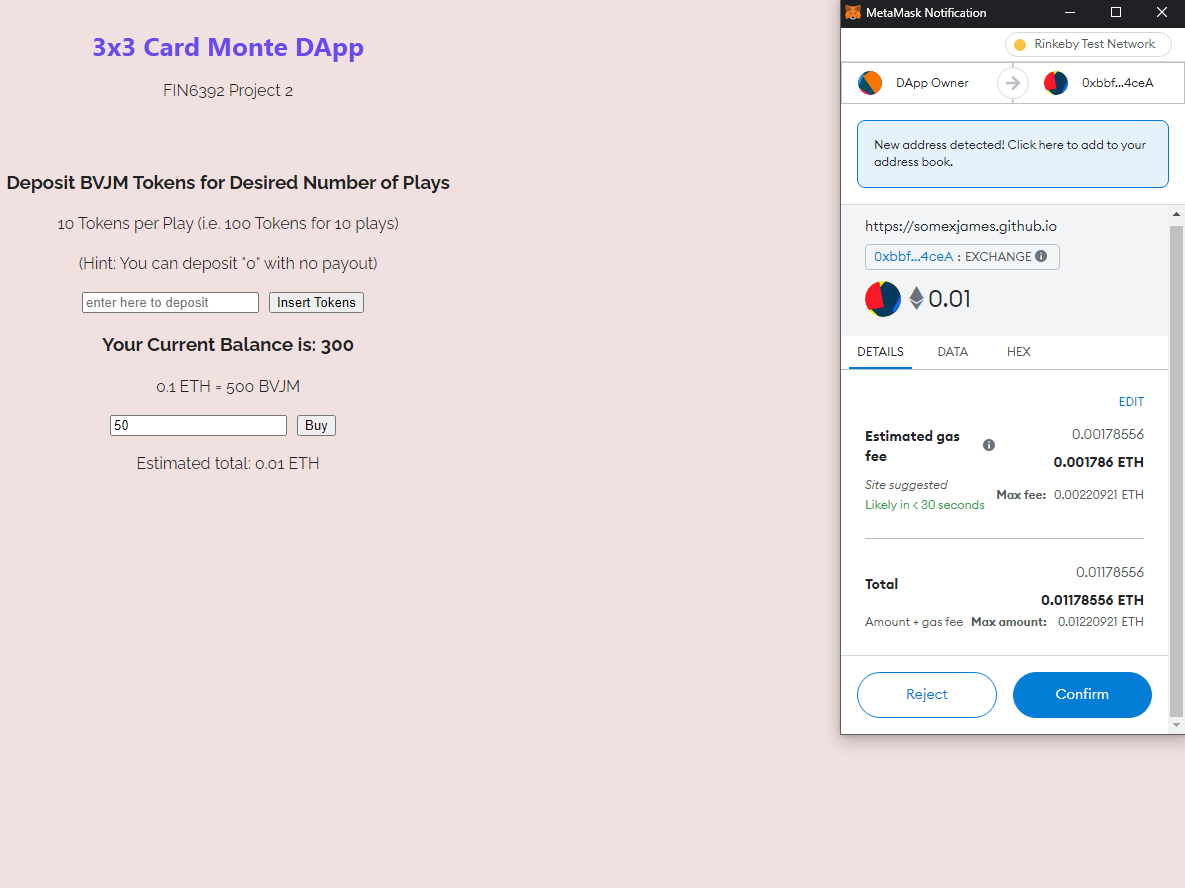 3x3 Card Monte DApp
FIN6392 Project 2
Deposit BVJM Tokens for Desired Number of Plays
10 Tokens per Play (i.e. 100 Tokens for 10 plays)
(Hint: You can deposit "0" with no payout)
enter here to deposit Insert Tokens
Your Current Balance is: 300
0.1 ETH = 500 BVJM
50 Buy
Estimated total: 0.01 ETH
MetaMask Notification
Rinkeby Test Network
DApp Owner 0xbbf...4ceA
New address detected! Click here to add to your
address book.
https://somexjames.github.io
0xbbf...4ceA : EXCHANGE
0.01
DETAILS DATA HEX
EDIT
Estimated gas
fee
0.00178556
0.001786 ETH
Site suggested
Likely in < 30 seconds
Max fee: 0.00220921 ETH
Total
0.01178556
0.01178556 ETH
Amount + gas fee Max amount: 0.01220921 ETH
Reject Confirm